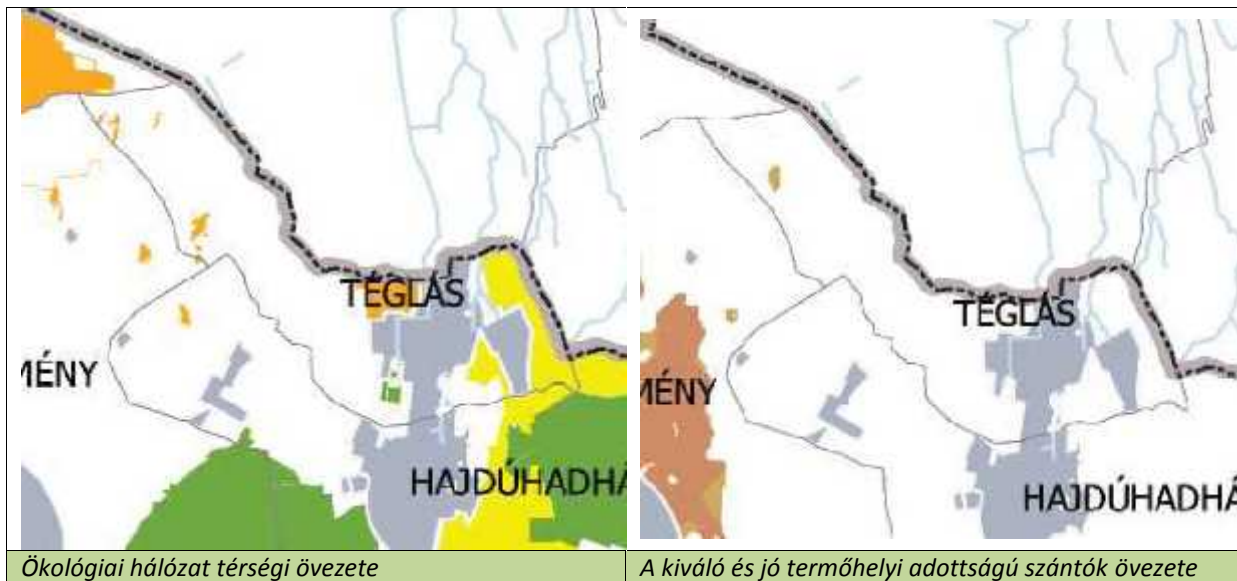 TÉGLÁS
MÉNY
HAJDÚHADHÁ
Ökológiai hálózat térségi övezete
TÉGLÁS
MÉNY
HAJDÚHADHÁ
A kiváló és jó termőhelyi adottságú szántók övezete